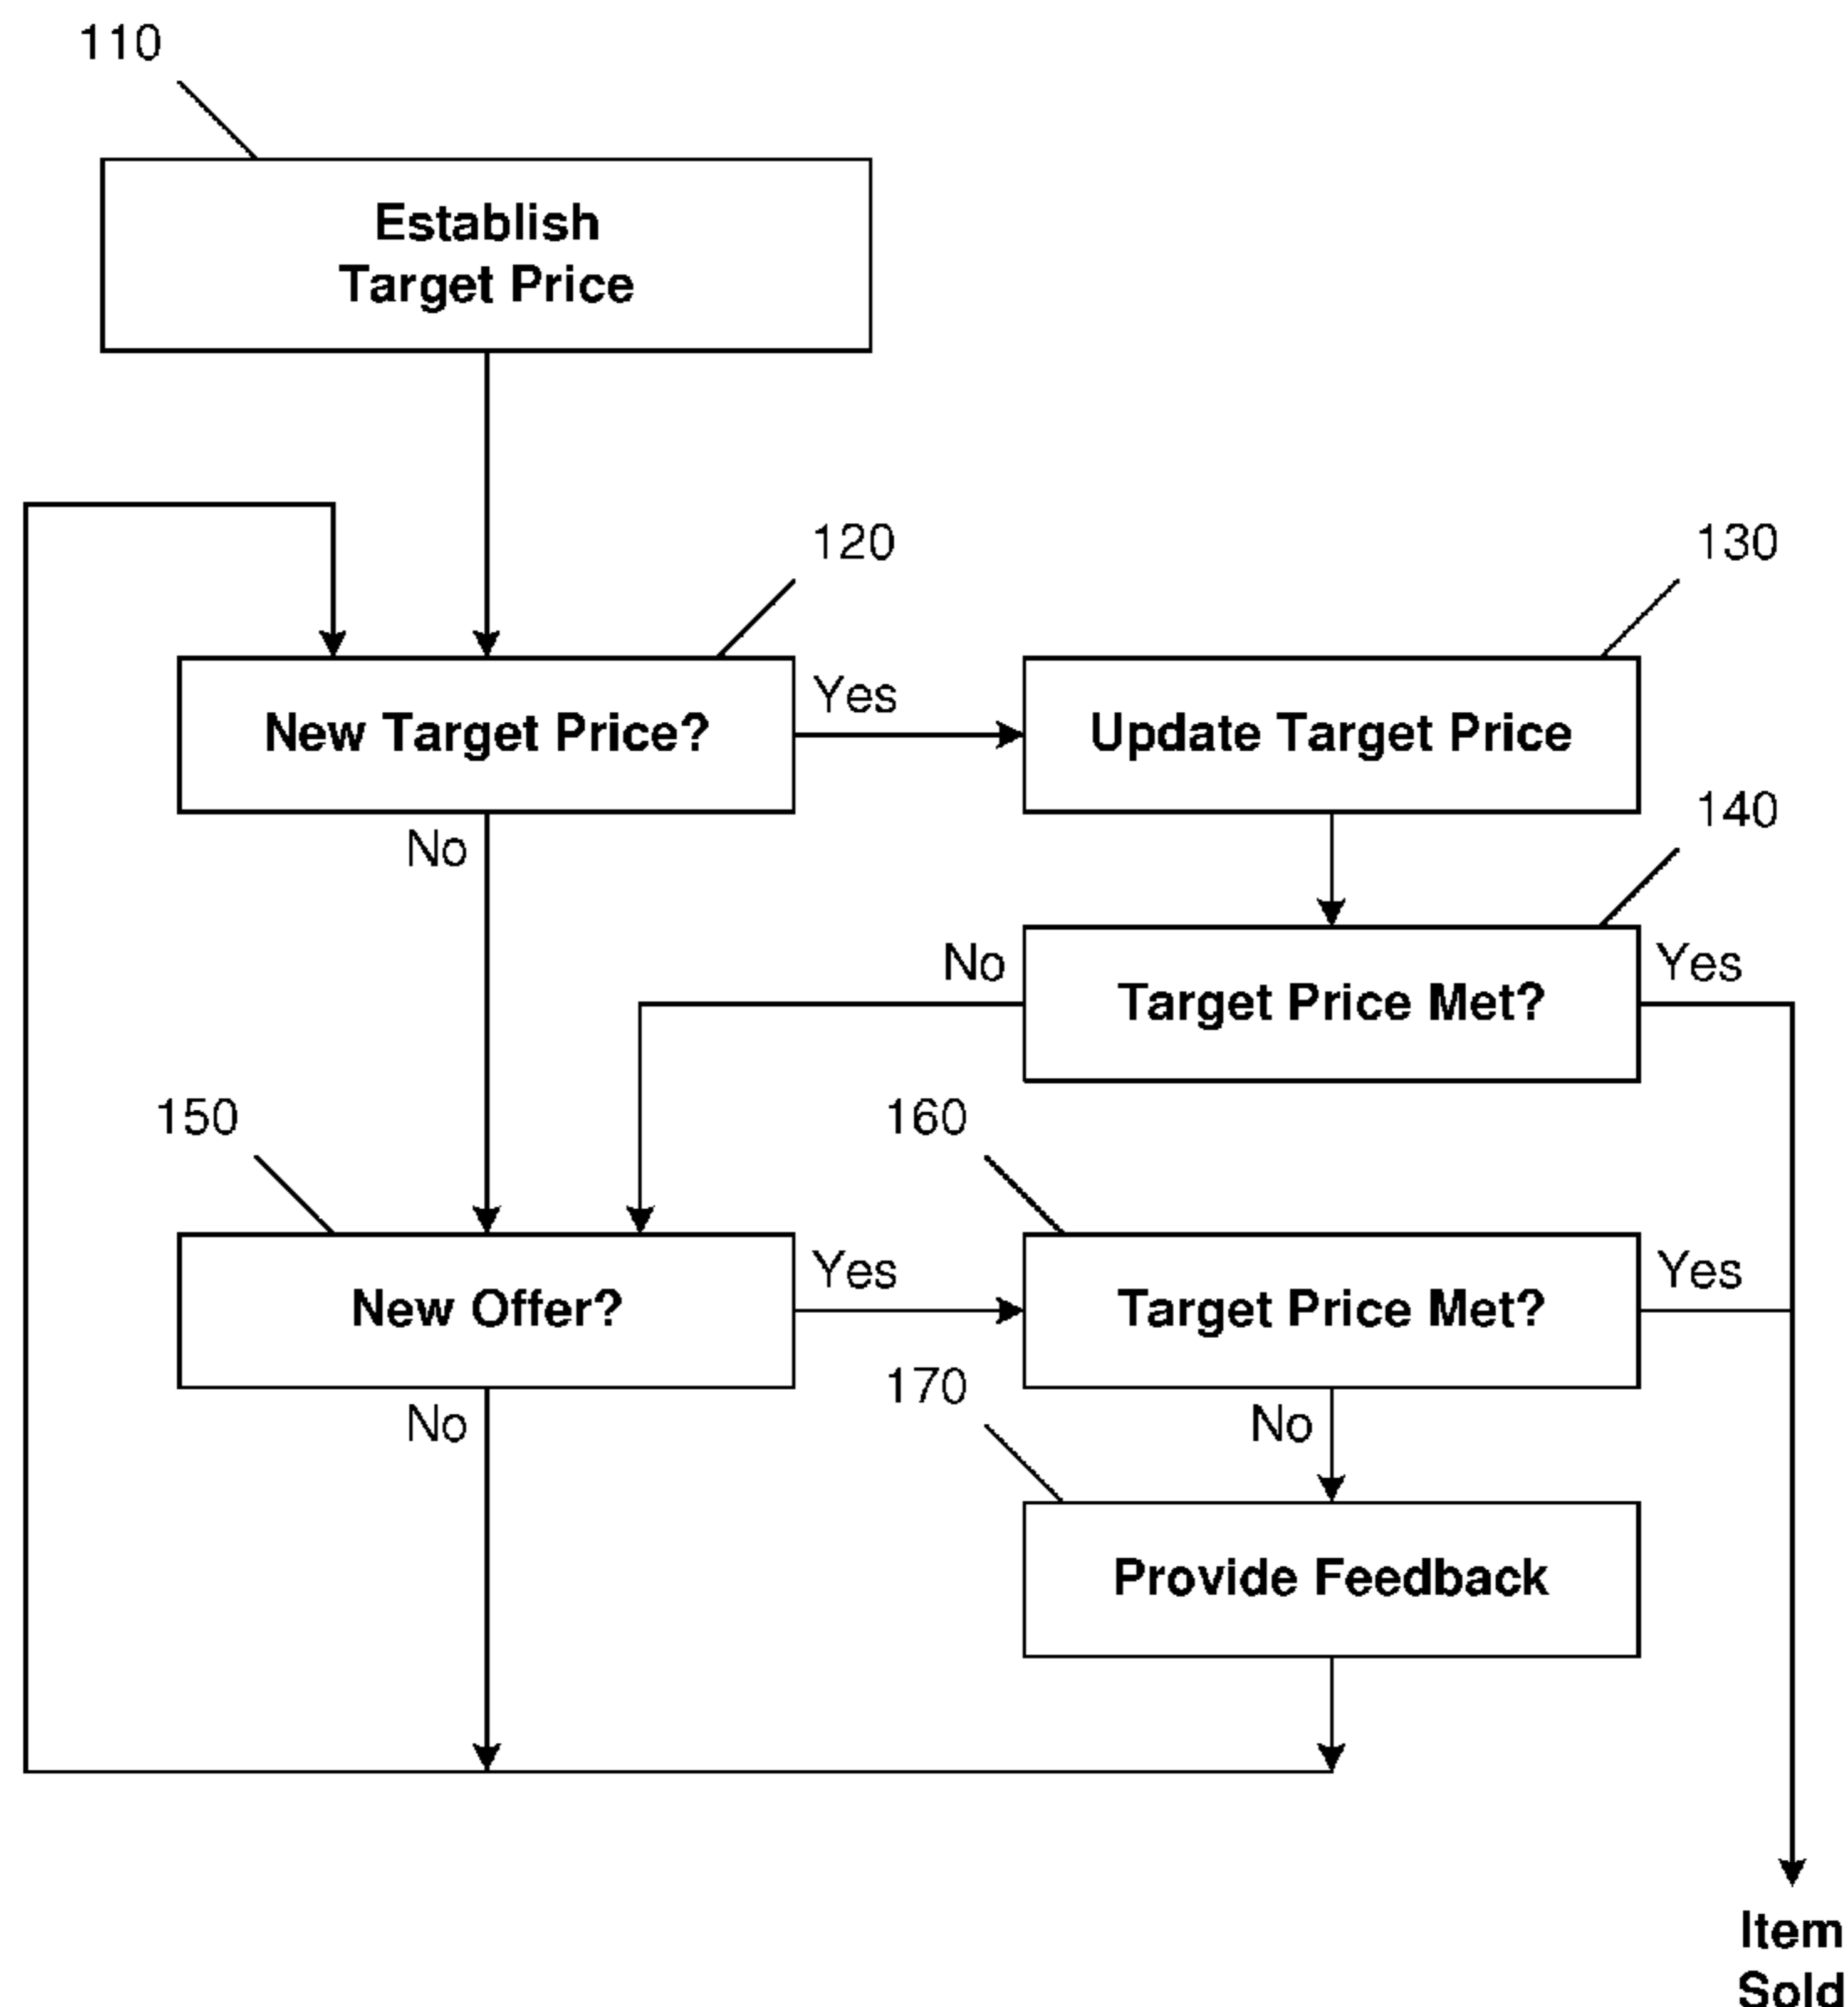 110
Establish
Target Price
120
130
New Target Price?
Yes
Update Target Price
No
140
No
Target Price Met?
Yes
150
160
New Offer?
Yes
Target Price Met?
Yes
No
170
No
Provide Feedback
Item
Sold